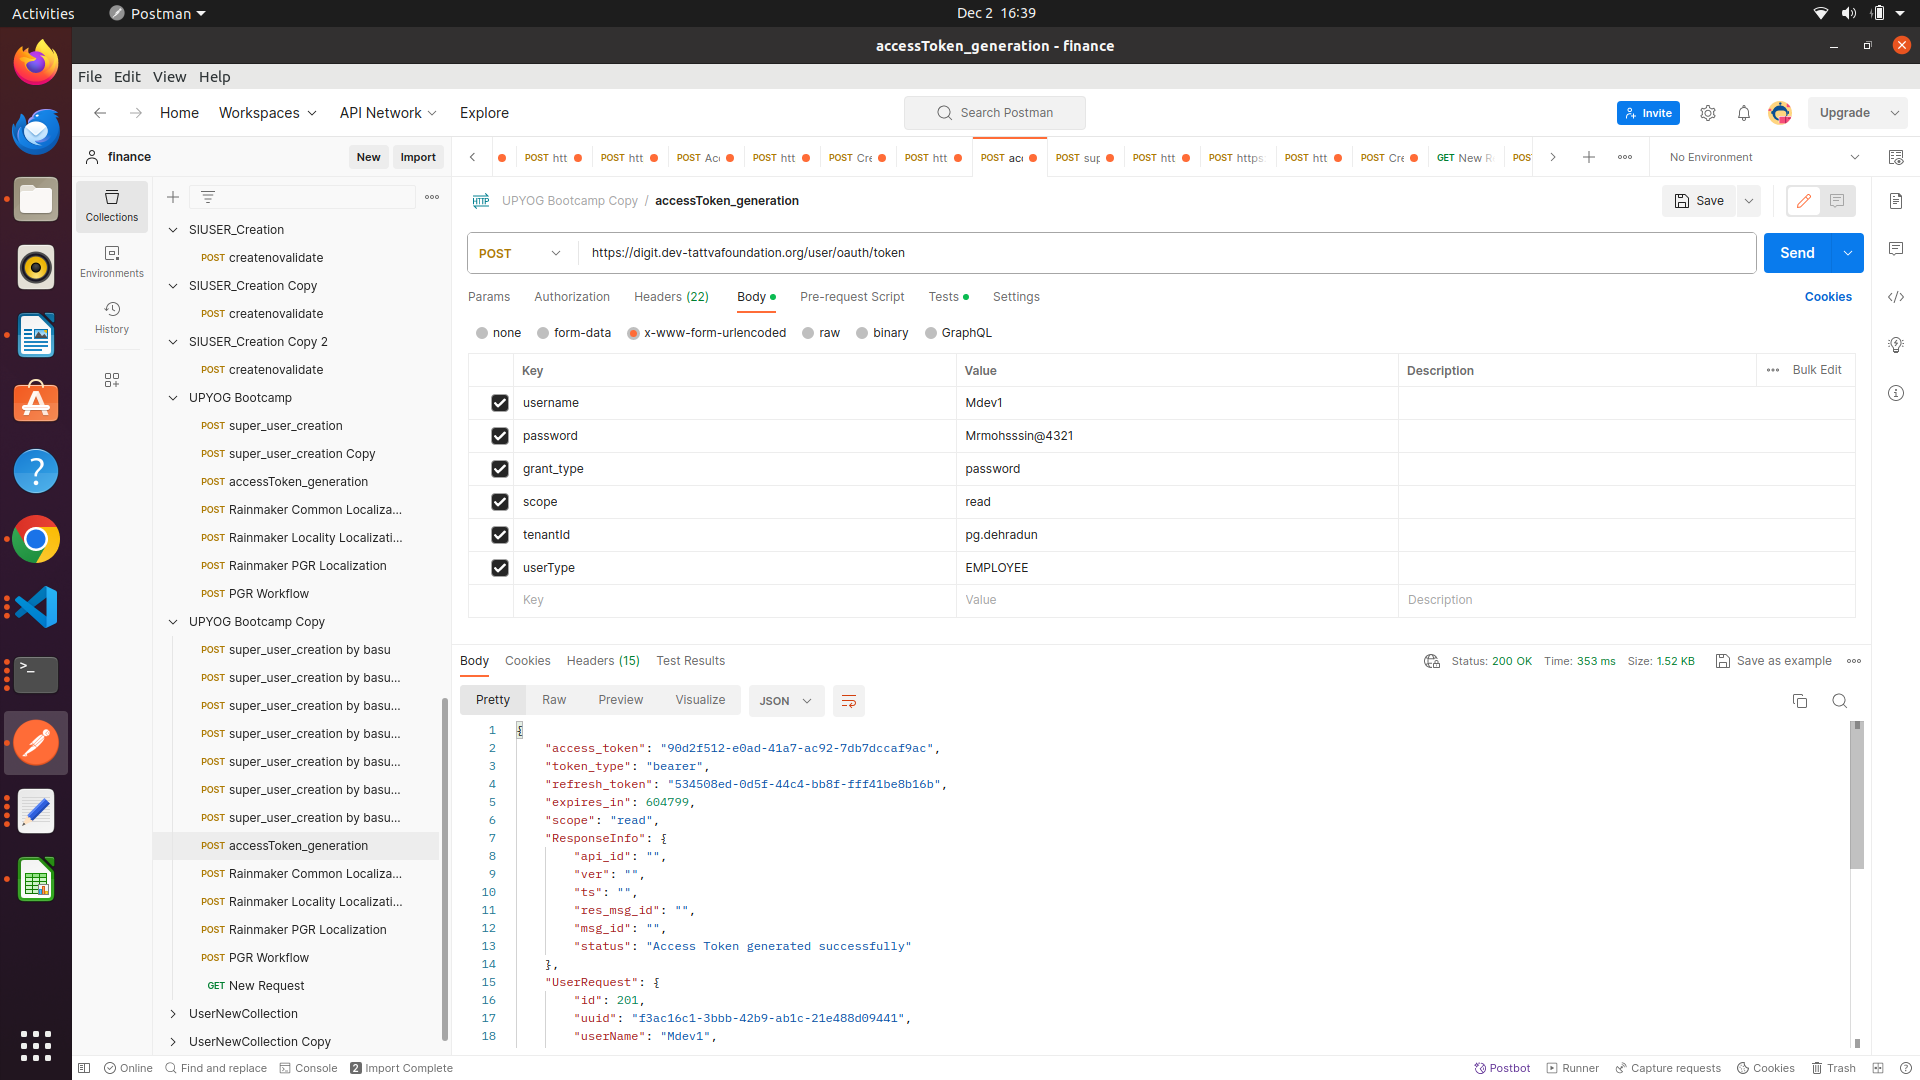 Activities Postman Dec 2 16:39
accessToken_generation - finance
File Edit View Help
Home Workspaces API Network Explore Search Postman Invite Upgrade
finance New Import POST htt POST htt POST Acc POST htt POST Cre POST htt POST acc POST sup POST htt POST https: POST htt POST Cre GET New R POST No Environment
Collections
Environments
History
SIUSER_Creation
POST createnovalidate
SIUSER_Creation Copy
POST createnovalidate
SIUSER_Creation Copy 2
POST createnovalidate
UPYOG Bootcamp
POST super_user_creation
POST super_user_creation Copy
POST accessToken_generation
POST Rainmaker Common Localiza...
POST Rainmaker Locality Localizati...
POST Rainmaker PGR Localization
POST PGR Workflow
UPYOG Bootcamp Copy
POST super_user_creation by basu
POST super_user_creation by basu...
POST super_user_creation by basu...
POST super_user_creation by basu...
POST super_user_creation by basu...
POST super_user_creation by basu...
POST super_user_creation by basu...
POST accessToken_generation
POST Rainmaker Common Localiza...
POST Rainmaker Locality Localizati...
POST Rainmaker PGR Localization
POST PGR Workflow
GET New Request
UserNewCollection
UserNewCollection Copy
HTTP UPYOG Bootcamp Copy / accessToken_generation Save
POST https://digit.dev-tattvafoundation.org/user/oauth/token Send
Params Authorization Headers (22) Body Pre-request Script Tests Settings Cookies
none form-data x-www-form-urlencoded raw binary GraphQL
Key Value Description Bulk Edit
username Mdev1
password Mrmohsssin@4321
grant_type password
scope read
tenantId pg.dehradun
userType EMPLOYEE
Key Value Description
Body Cookies Headers (15) Test Results Status: 200 OK Time: 353 ms Size: 1.52 KB Save as example
Pretty Raw Preview Visualize JSON
1 {
2 "access_token": "90d2f512-e0ad-41a7-ac92-7db7dccaf9ac",
3 "token_type": "bearer",
4 "refresh_token": "534508ed-0d5f-44c4-bb8f-fff41be8b16b",
5 "expires_in": 604799,
6 "scope": "read",
7 "ResponseInfo": {
8 "api_id": "",
9 "ver": "",
10 "ts": "",
11 "res_msg_id": "",
12 "msg_id": "",
13 "status": "Access Token generated successfully"
14 },
15 "UserRequest": {
16 "id": 201,
17 "uuid": "f3ac16c1-3bbb-42b9-ab1c-21e488d09441",
18 "userName": "Mdev1",
Online Find and replace Console 2 Import Complete Postbot Runner Capture requests Cookies Trash